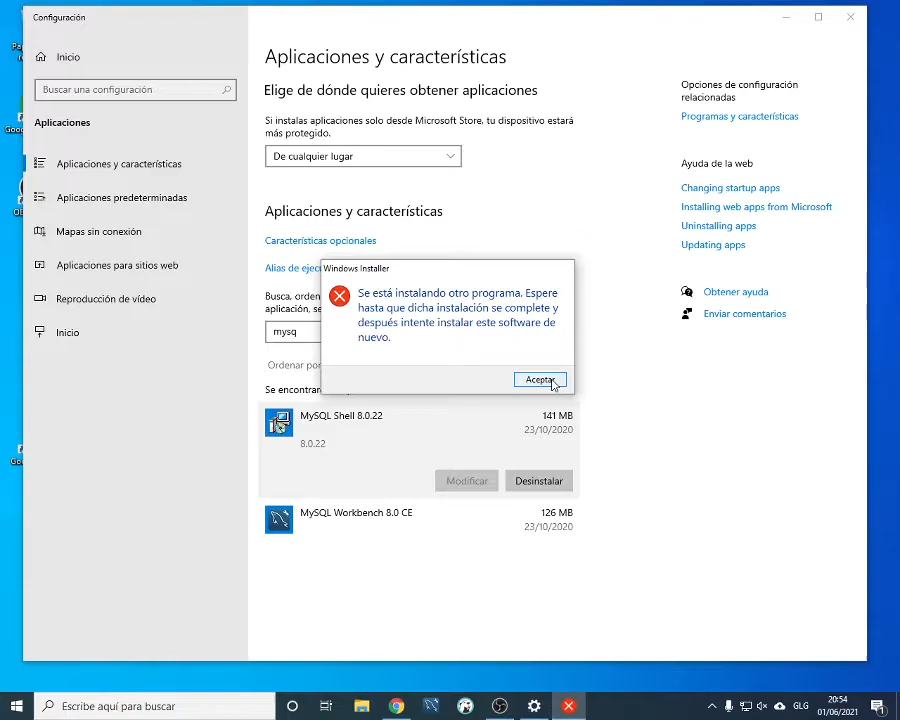 Configuración
Inicio
Buscar una configuración
Aplicaciones
Aplicaciones y características
Aplicaciones predeterminadas
Mapas sin conexión
Aplicaciones para sitios web
Reproducción de vídeo
Inicio
Aplicaciones y características
Elige de dónde quieres obtener aplicaciones
Si instalas aplicaciones solo desde Microsoft Store, tu dispositivo estará
más protegido.
De cualquier lugar
Aplicaciones y características
Características opcionales
Alias de ejecu
Busca, orden
aplicación, se
mysq
Ordenar por
Se encontrar
Windows Installer
Se está instalando otro programa. Espere
hasta que dicha instalación se complete y
después intente instalar este software de
nuevo.
Aceptar
MySQL Shell 8.0.22 141 MB
23/10/2020
8.0.22
Modificar Desinstalar
MySQL Workbench 8.0 CE 126 MB
23/10/2020
Opciones de configuración
relacionadas
Programas y características
Ayuda de la web
Changing startup apps
Installing web apps from Microsoft
Uninstalling apps
Updating apps
Obtener ayuda
Enviar comentarios
Escribe aquí para buscar
GLG
20:54
01/06/2021
1